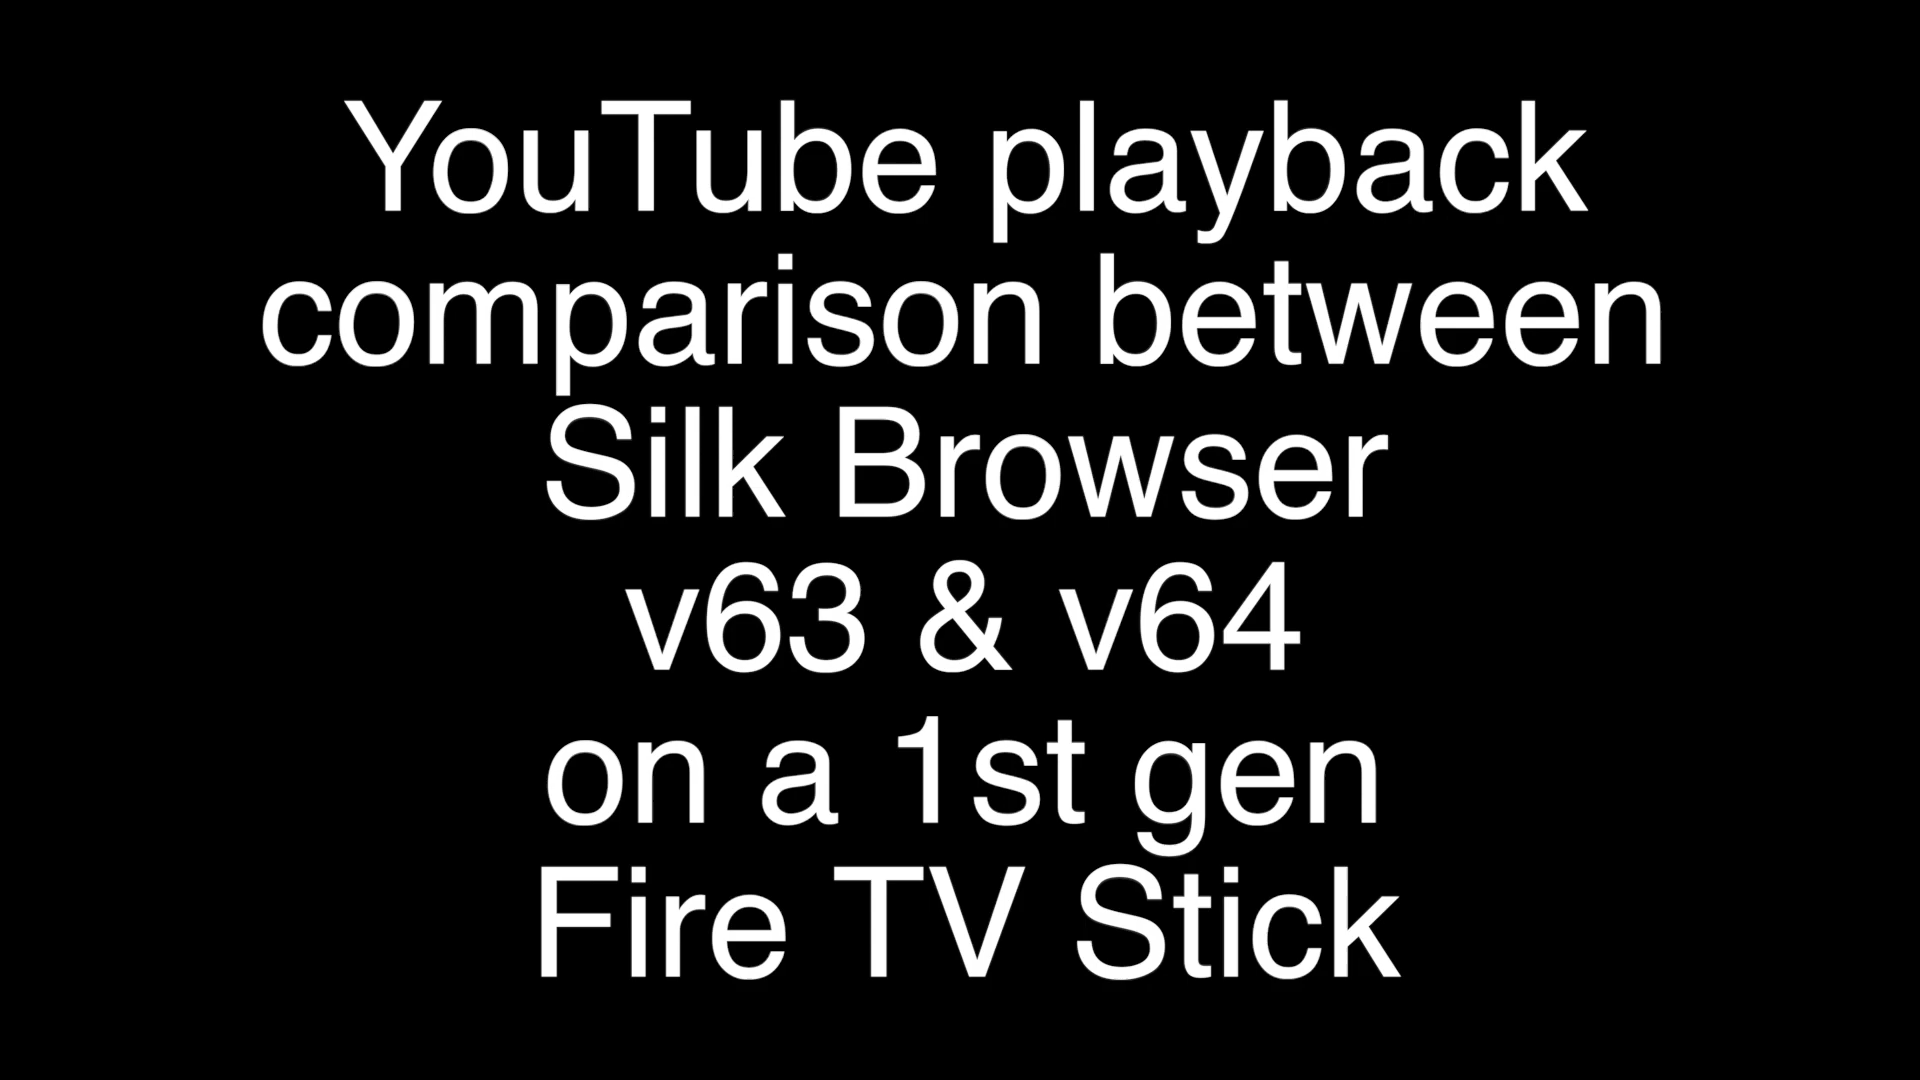 YouTube playback
comparison between
Silk Browser
v63 & v64
on a 1st gen
Fire TV Stick